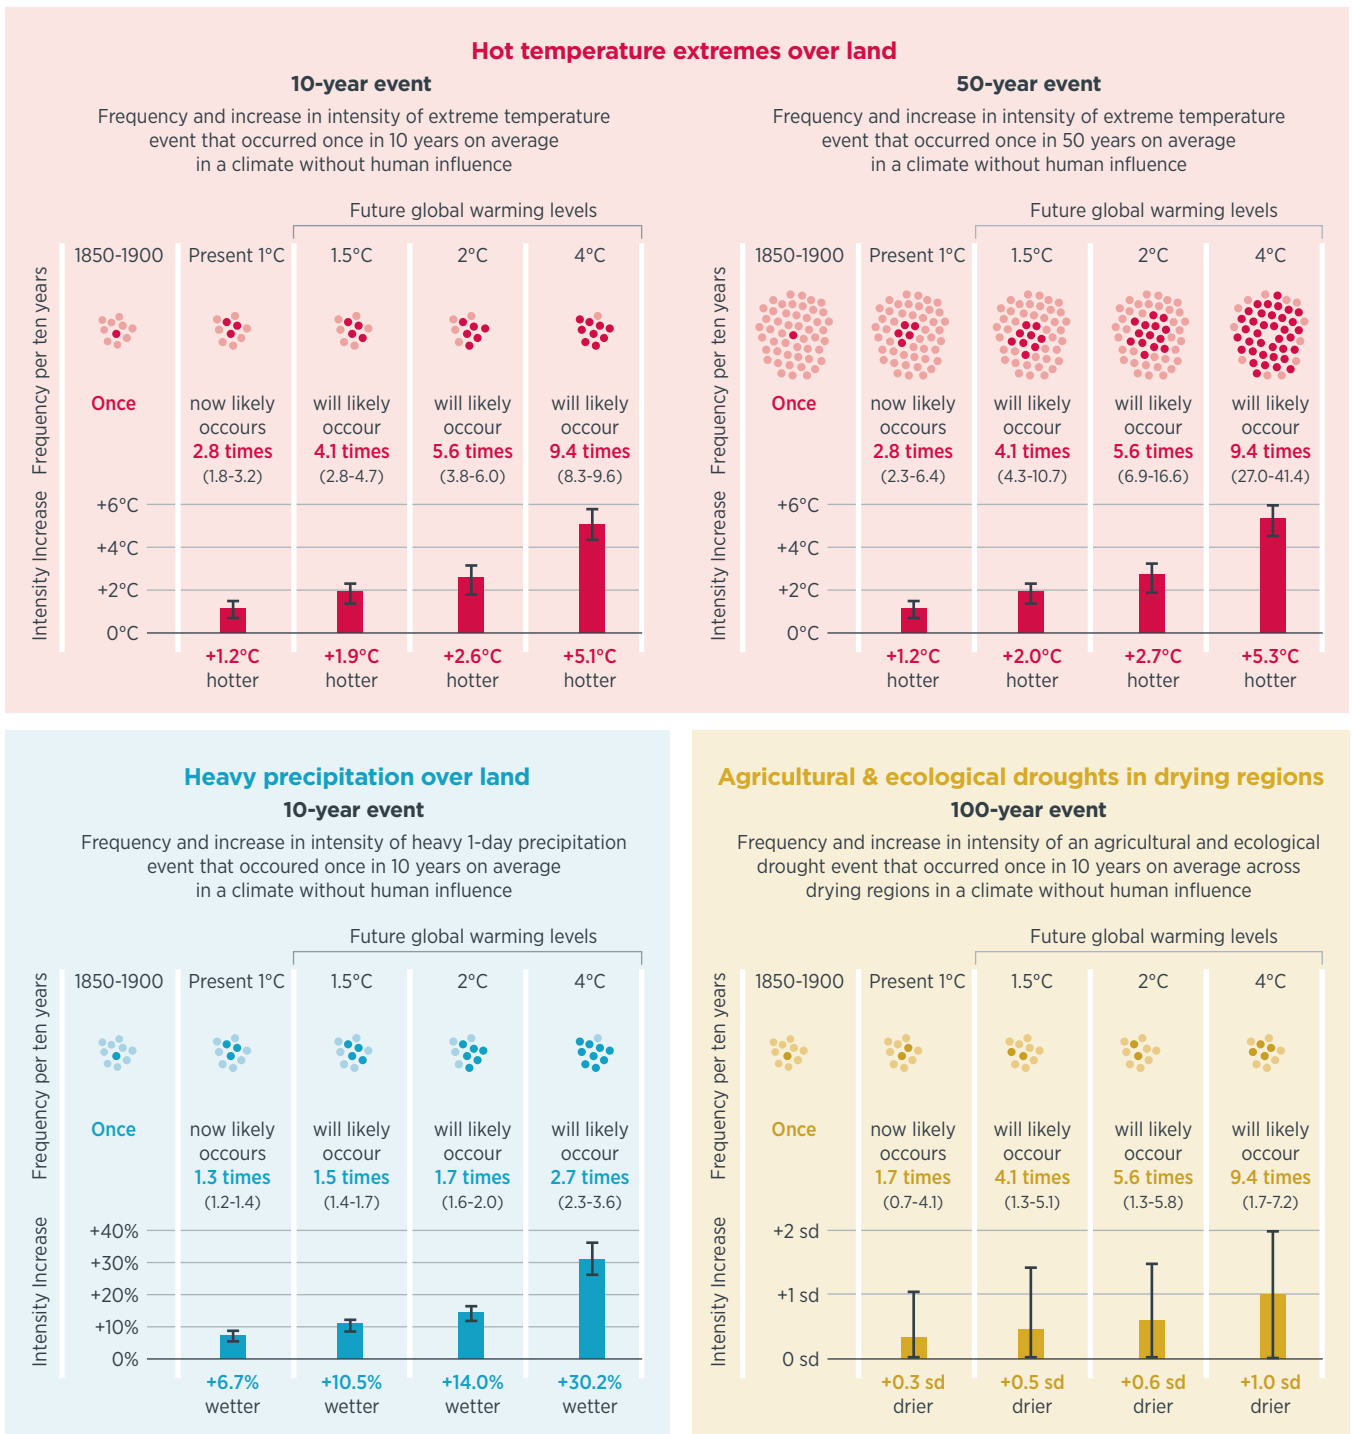 Hot temperature extremes over land
10-year event
Frequency and increase in intensity of extreme temperature
event that occurred once in 10 years on average
in a climate without human influence
Future global warming levels
1850-1900 Present 1°C 1.5°C 2°C 4°C
Frequency per ten years
Once
now likely occours 2.8 times (1.8-3.2)
will likely occour 4.1 times (2.8-4.7)
will likely occour 5.6 times (3.8-6.0)
will likely occour 9.4 times (8.3-9.6)
Intensity Increase
+6°C
+4°C
+2°C
0°C
+1.2°C +1.9°C +2.6°C +5.1°C
hotter hotter hotter hotter
50-year event
Frequency and increase in intensity of extreme temperature
event that occurred once in 50 years on average
in a climate without human influence
Future global warming levels
1850-1900 Present 1°C 1.5°C 2°C 4°C
Frequency per ten years
Once
now likely occours 2.8 times (2.3-6.4)
will likely occour 4.1 times (4.3-10.7)
will likely occour 5.6 times (6.9-16.6)
will likely occour 9.4 times (27.0-41.4)
Intensity Increase
+6°C
+4°C
+2°C
0°C
+1.2°C +2.0°C +2.7°C +5.3°C
hotter hotter hotter hotter
Heavy precipitation over land
10-year event
Frequency and increase in intensity of heavy 1-day precipitation
event that occoured once in 10 years on average
in a climate without human influence
Future global warming levels
1850-1900 Present 1°C 1.5°C 2°C 4°C
Frequency per ten years
Once
now likely occours 1.3 times (1.2-1.4)
will likely occour 1.5 times (1.4-1.7)
will likely occour 1.7 times (1.6-2.0)
will likely occour 2.7 times (2.3-3.6)
Intensity Increase
+40%
+30%
+20%
+10%
0%
+6.7% +10.5% +14.0% +30.2%
wetter wetter wetter wetter
Agricultural & ecological droughts in drying regions
100-year event
Frequency and increase in intensity of an agricultural and ecological
drought event that occurred once in 10 years on average across
drying regions in a climate without human influence
Future global warming levels
1850-1900 Present 1°C 1.5°C 2°C 4°C
Frequency per ten years
Once
now likely occours 1.7 times (0.7-4.1)
will likely occour 4.1 times (1.3-5.1)
will likely occour 5.6 times (1.3-5.8)
will likely occour 9.4 times (1.7-7.2)
Intensity Increase
+2 sd
+1 sd
0 sd
+0.3 sd +0.5 sd +0.6 sd +1.0 sd
drier drier drier drier